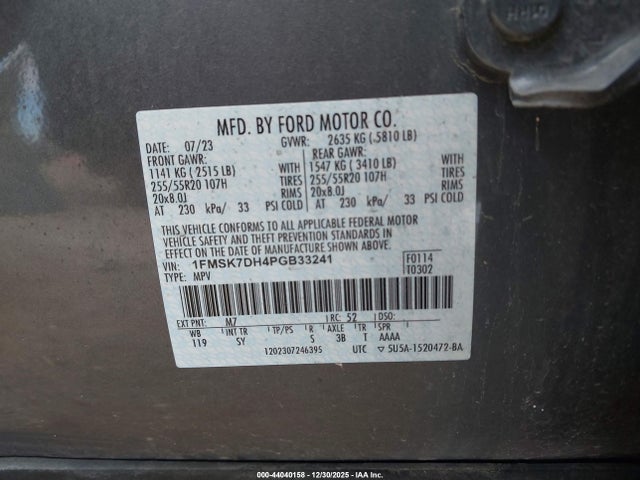 MFD. BY FORD MOTOR CO.
DATE: 07/23 GVWR: 2635 KG ( 5810 LB)
FRONT GAWR: REAR GAWR:
1141 KG ( 2515 LB) WITH 1547 KG ( 3410 LB) WITH
255/55R20 107H TIRES 255/55R20 107H TIRES
20x8.0J RIMS 20x8.0J RIMS
AT 230 kPa/ 33 PSI COLD AT 230 kPa/ 33 PSI COLD
THIS VEHICLE CONFORMS TO ALL APPLICABLE FEDERAL MOTOR
VEHICLE SAFETY AND THEFT PREVENTION STANDARDS IN
EFFECT ON THE DATE OF MANUFACTURE SHOWN ABOVE.
VIN: 1FMSK7DH4PGB33241 F0114
TYPE: MPV T0302
EXT PNT: M7 RC: 52 DSO:
WB INT TR TP/PS R AXLE TR SPR
119 SY S 3B T AAAA
1202307246395 UTC ▽ 5U5A-1520472-BA
000-44040158 - 12/30/2025 - IAA Inc.